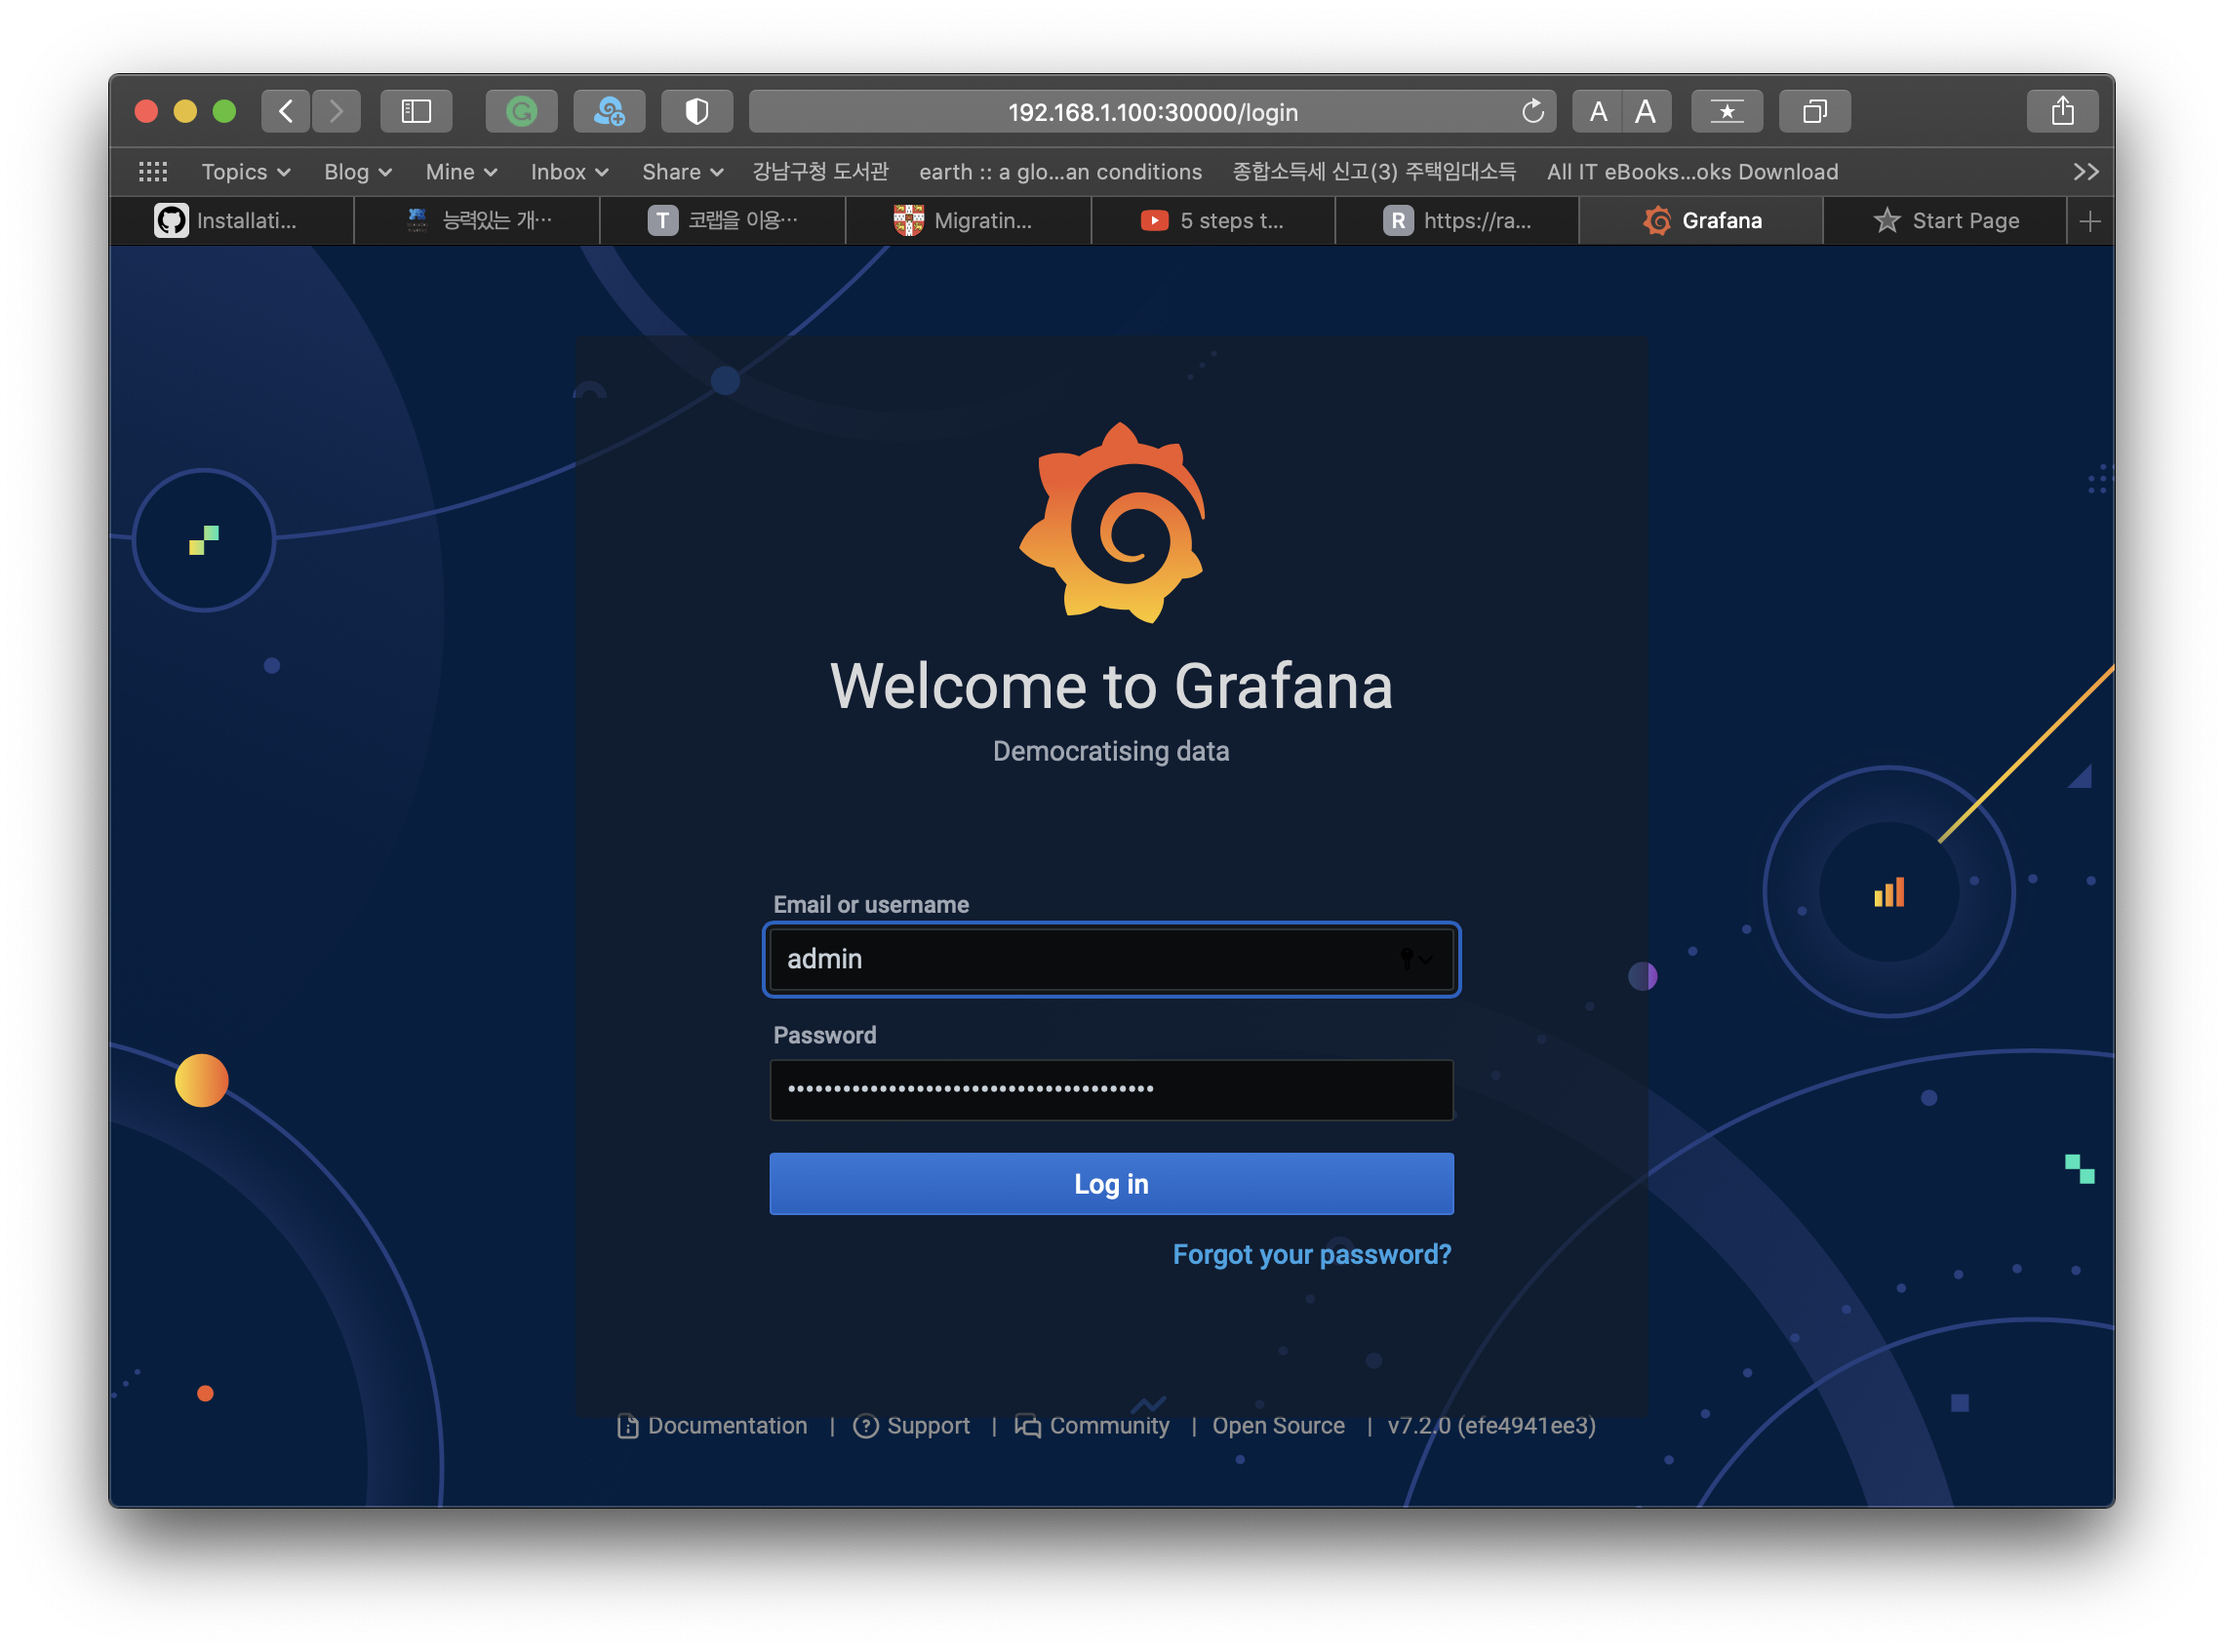 192.168.1.100:30000/login
A A
Topics Blog Mine Inbox Share 강남구청 도서관 earth :: a glo...an conditions 종합소득세 신고(3) 주택임대소득 All IT eBooks...oks Download
Installati... 능력있는 개··· T 코랩을 이용··· Migratin... 5 steps t... R https://ra... Grafana Start Page
Welcome to Grafana
Democratising data
Email or username
admin
Password
Log in
Forgot your password?
Documentation | Support | Community | Open Source | v7.2.0 (efe4941ee3)